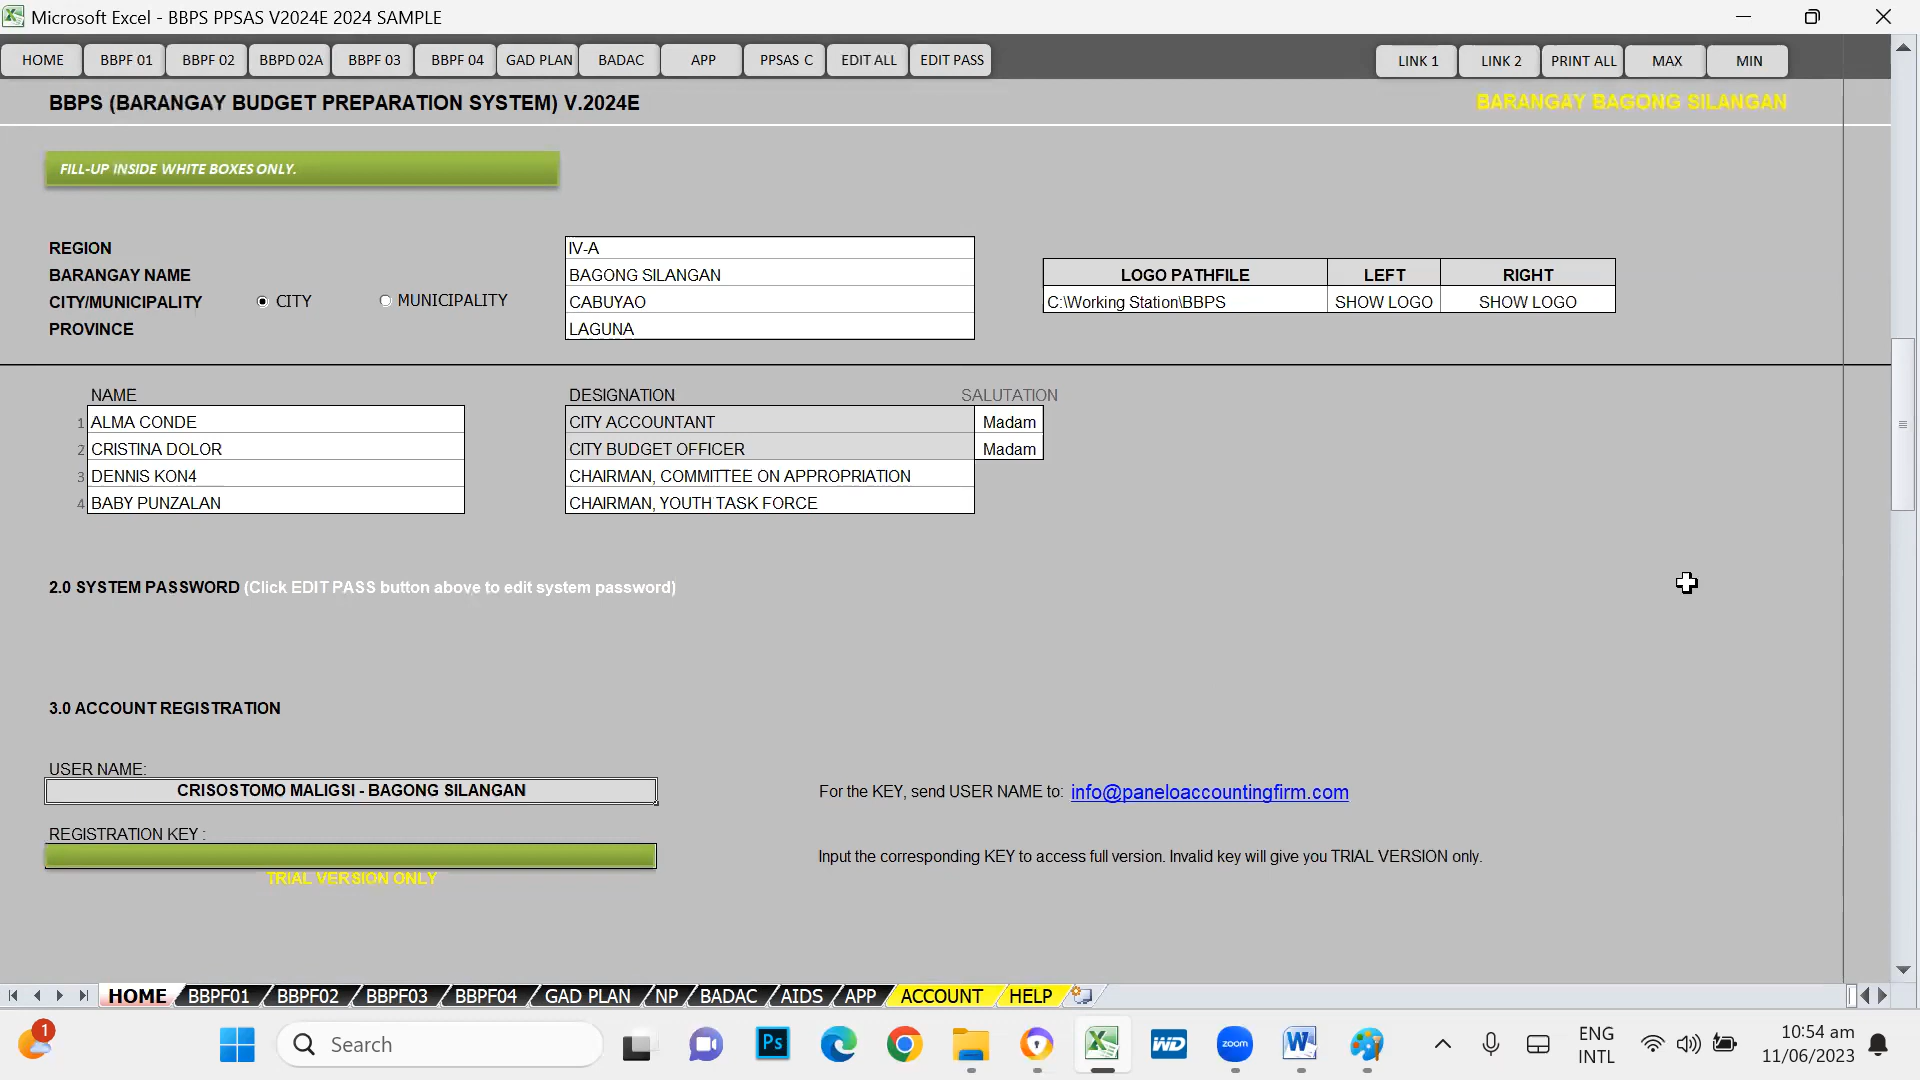 Microsoft Excel - BBPS PPSAS V2024E 2024 SAMPLE
HOME BBPF 01 BBPF 02 BBPD 02A BBPF 03 BBPF 04 GAD PLAN BADAC APP PPSAS C EDIT ALL EDIT PASS LINK 1 LINK 2 PRINT ALL MAX MIN
BBPS (BARANGAY BUDGET PREPARATION SYSTEM) V.2024E BARANGAY BAGONG SILANGAN
FILL-UP INSIDE WHITE BOXES ONLY.
REGION IV-A
BARANGAY NAME BAGONG SILANGAN LOGO PATHFILE LEFT RIGHT
CITY/MUNICIPALITY CITY MUNICIPALITY CABUYAO C:\Working Station\BBPS SHOW LOGO SHOW LOGO
PROVINCE LAGUNA
NAME DESIGNATION SALUTATION
1 ALMA CONDE CITY ACCOUNTANT Madam
2 CRISTINA DOLOR CITY BUDGET OFFICER Madam
3 DENNIS KON4 CHAIRMAN, COMMITTEE ON APPROPRIATION
4 BABY PUNZALAN CHAIRMAN, YOUTH TASK FORCE
2.0 SYSTEM PASSWORD (Click EDIT PASS button above to edit system password)
3.0 ACCOUNT REGISTRATION
USER NAME:
CRISOSTOMO MALIGSI - BAGONG SILANGAN For the KEY, send USER NAME to: info@paneloaccountingfirm.com
REGISTRATION KEY :
Input the corresponding KEY to access full version. Invalid key will give you TRIAL VERSION only.
TRIAL VERSION ONLY
HOME BBPF01 BBPF02 BBPF03 BBPF04 GAD PLAN NP BADAC AIDS APP ACCOUNT HELP
1 Search Ps WD zoom W ENG 10:54 am
INTL 11/06/2023